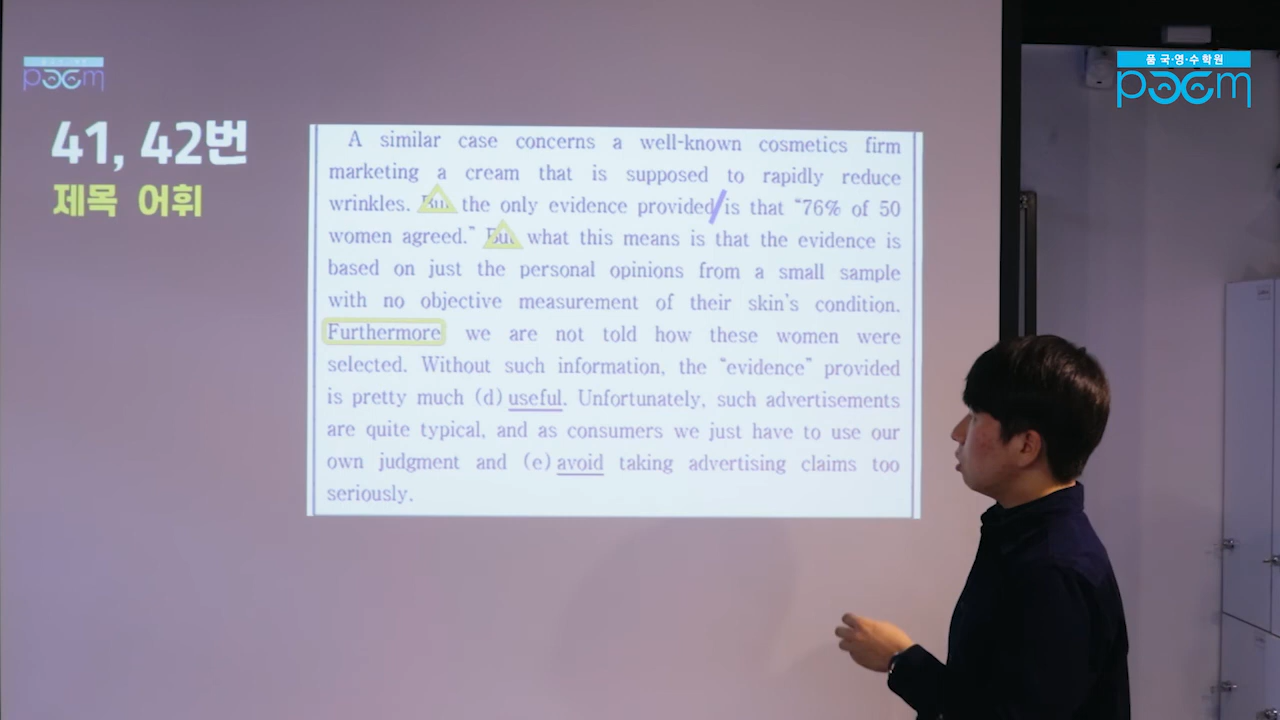 품 국·영·수 학원
poem
41, 42번
제목 어휘
A similar case concerns a well-known cosmetics firm
marketing a cream that is supposed to rapidly reduce
wrinkles. But the only evidence provided is that “76% of 50
women agreed.” But what this means is that the evidence is
based on just the personal opinions from a small sample
with no objective measurement of their skin's condition.
Furthermore we are not told how these women were
selected. Without such information, the “evidence” provided
is pretty much (d) useful. Unfortunately, such advertisements
are quite typical, and as consumers we just have to use our
own judgment and (e) avoid taking advertising claims too
seriously.